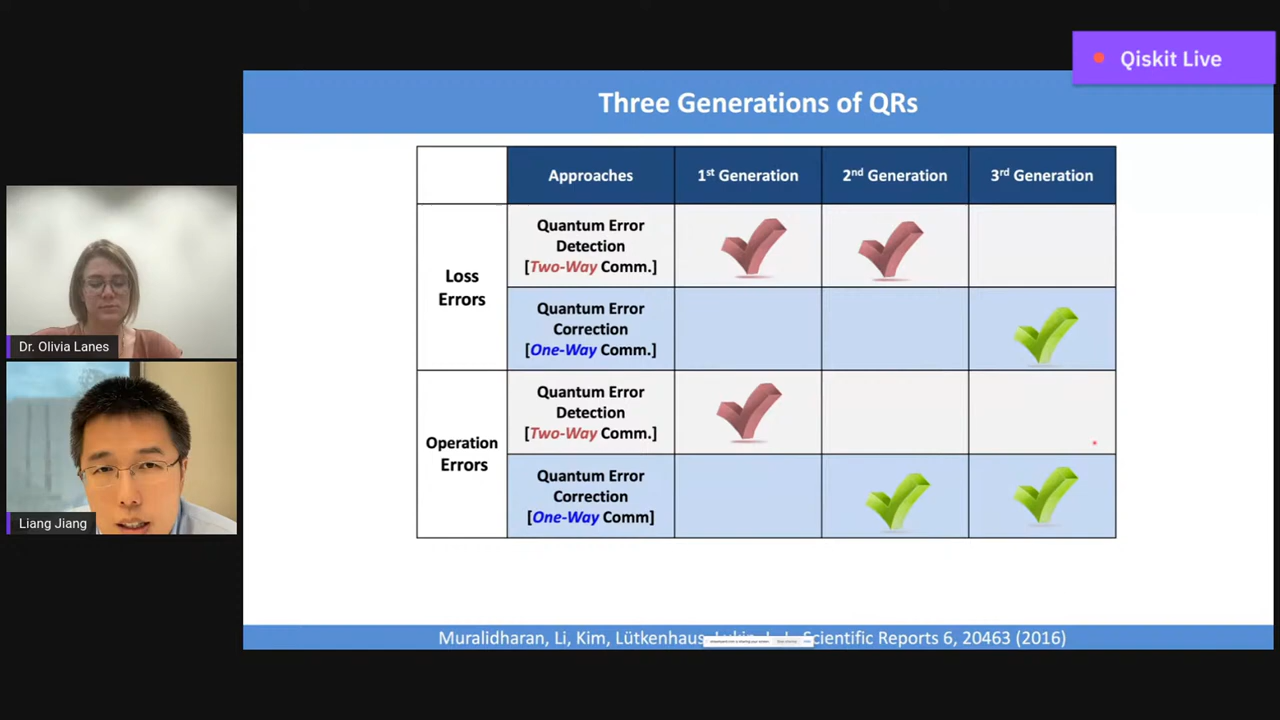 Qiskit Live
Three Generations of QRs
Approaches
1st Generation
2nd Generation
3rd Generation
Loss
Errors
Quantum Error
Detection
[Two-Way Comm.]
Quantum Error
Correction
[One-Way Comm.]
Operation
Errors
Quantum Error
Detection
[Two-Way Comm.]
Quantum Error
Correction
[One-Way Comm]
Dr. Olivia Lanes
Liang Jiang
Muralidharan, Li, Kim, Lütkenhaus, Scientific Reports 6, 20463 (2016)